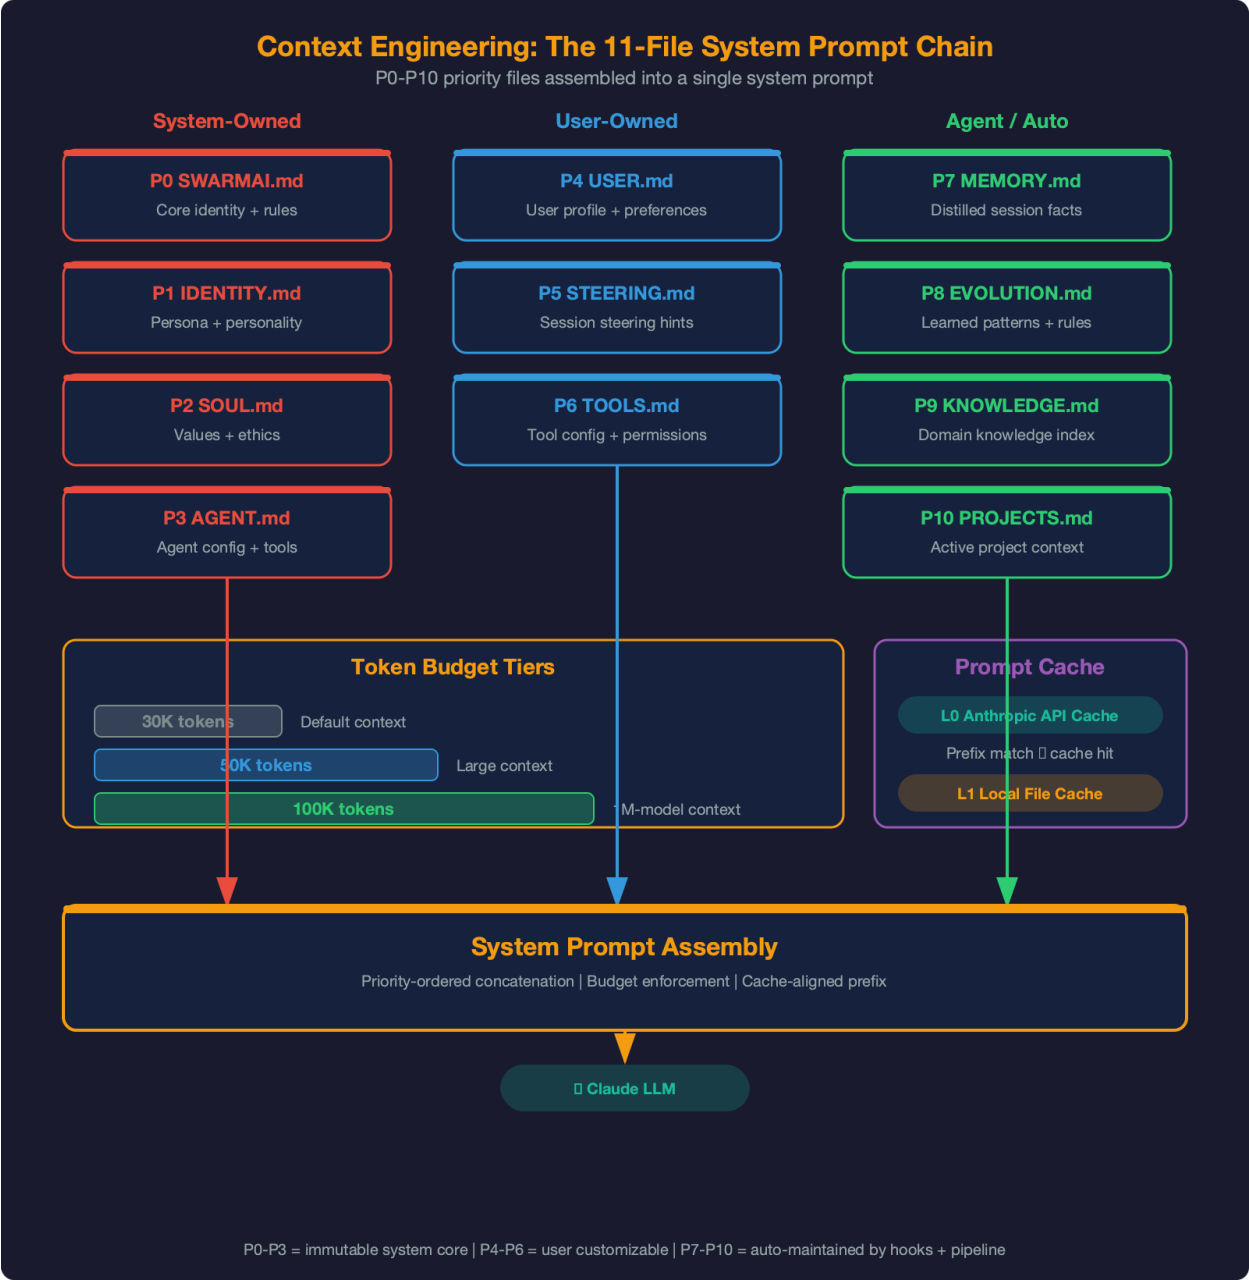 Context Engineering: The 11-File System Prompt Chain
P0-P10 priority files assembled into a single system prompt
System-Owned
P0 SWARMAI.md
Core identity + rules
P1 IDENTITY.md
Persona + personality
P2 SOUL.md
Values + ethics
P3 AGENT.md
Agent config + tools
User-Owned
P4 USER.md
User profile + preferences
P5 STEERING.md
Session steering hints
P6 TOOLS.md
Tool config + permissions
Agent / Auto
P7 MEMORY.md
Distilled session facts
P8 EVOLUTION.md
Learned patterns + rules
P9 KNOWLEDGE.md
Domain knowledge index
P10 PROJECTS.md
Active project context
Token Budget Tiers
30K tokens Default context
50K tokens Large context
100K tokens 1M-model context
Prompt Cache
L0 Anthropic API Cache
Prefix match cache hit
L1 Local File Cache
System Prompt Assembly
Priority-ordered concatenation | Budget enforcement | Cache-aligned prefix
Claude LLM
P0-P3 = immutable system core | P4-P6 = user customizable | P7-P10 = auto-maintained by hooks + pipeline